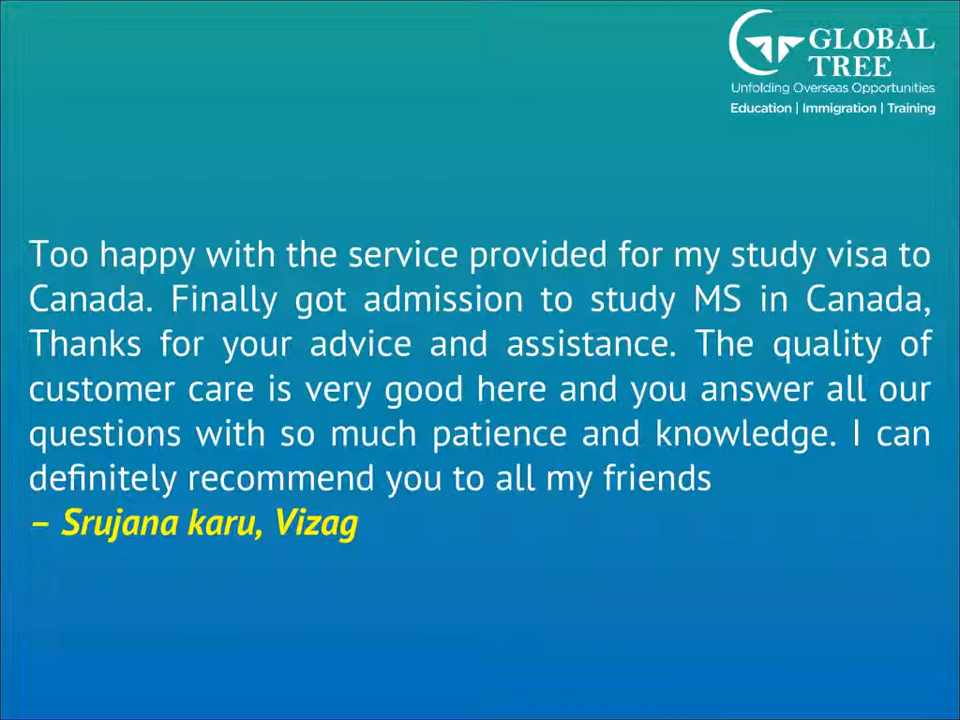 GLOBAL
TREE
Unfolding Overseas Opportunities
Education | Immigration | Training
Too happy with the service provided for my study visa to
Canada. Finally got admission to study MS in Canada,
Thanks for your advice and assistance. The quality of
customer care is very good here and you answer all our
questions with so much patience and knowledge. I can
definitely recommend you to all my friends
– Srujana karu, Vizag